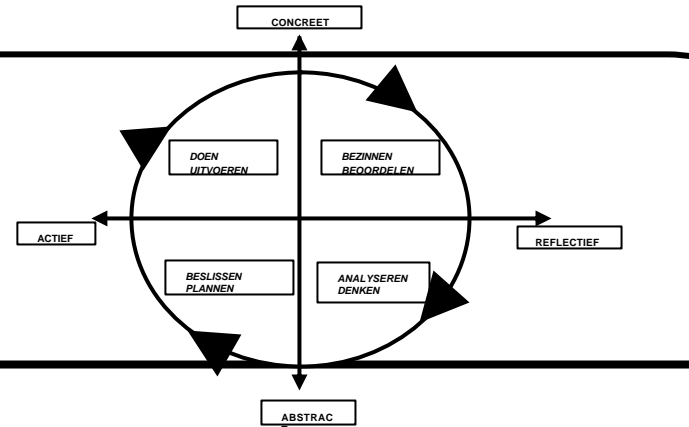 CONCREET
DOEN
UITVOEREN
BEZINNEN
BEOORDELEN
ACTIEF
REFLECTIEF
BESLISSEN
PLANNEN
ANALYSEREN
DENKEN
ABSTRAC